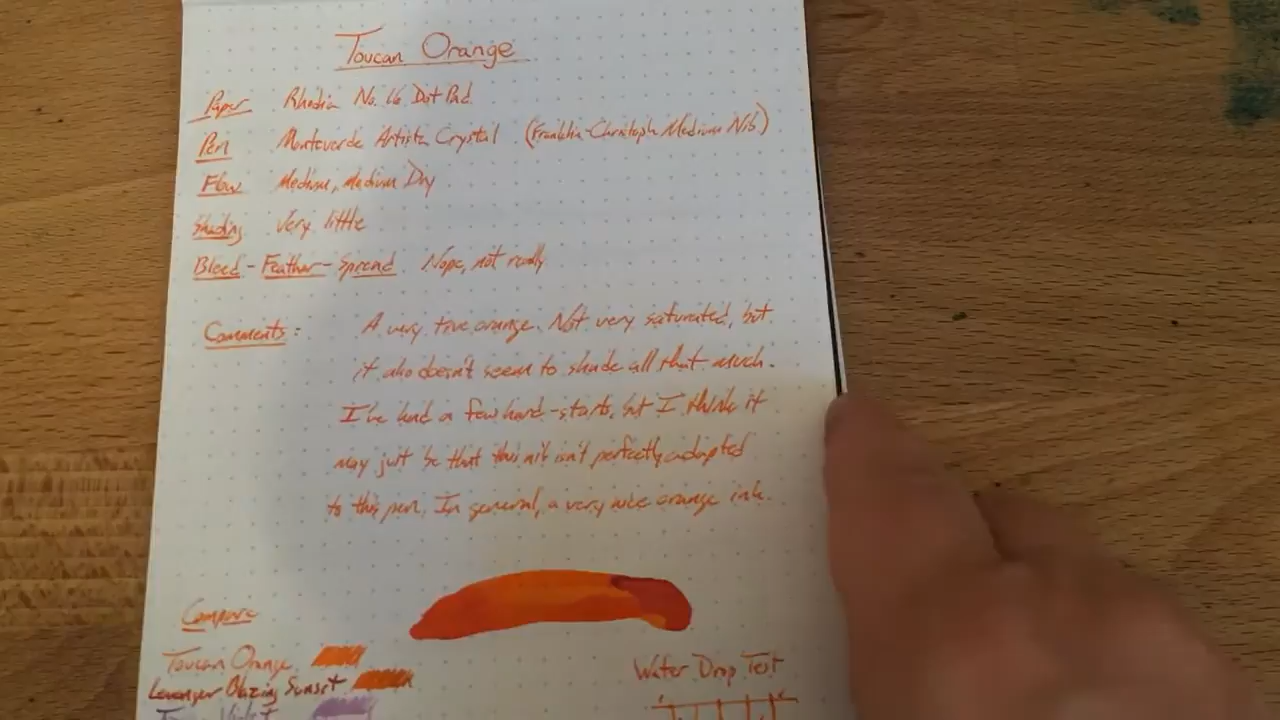 Toucan Orange
Paper Rhodia No. 16 Dot Pad
Pen Monteverde Artista Crystal (Franklin-Christoph Medium Nib)
Flow Medium, Medium Dry
Shading Very little
Bleed - Feather - Spread Nope, not really
Comments: A very true orange. Not very saturated, but
it also doesn't seem to shade all that much.
I've had a few hard-starts, but I think it
may just be that this nib isn't perfectly adapted
to this pen. In general, a very nice orange ink.
Compare
Toucan Orange
Levenger Blazing Sunset
Water Drop Test
Violet